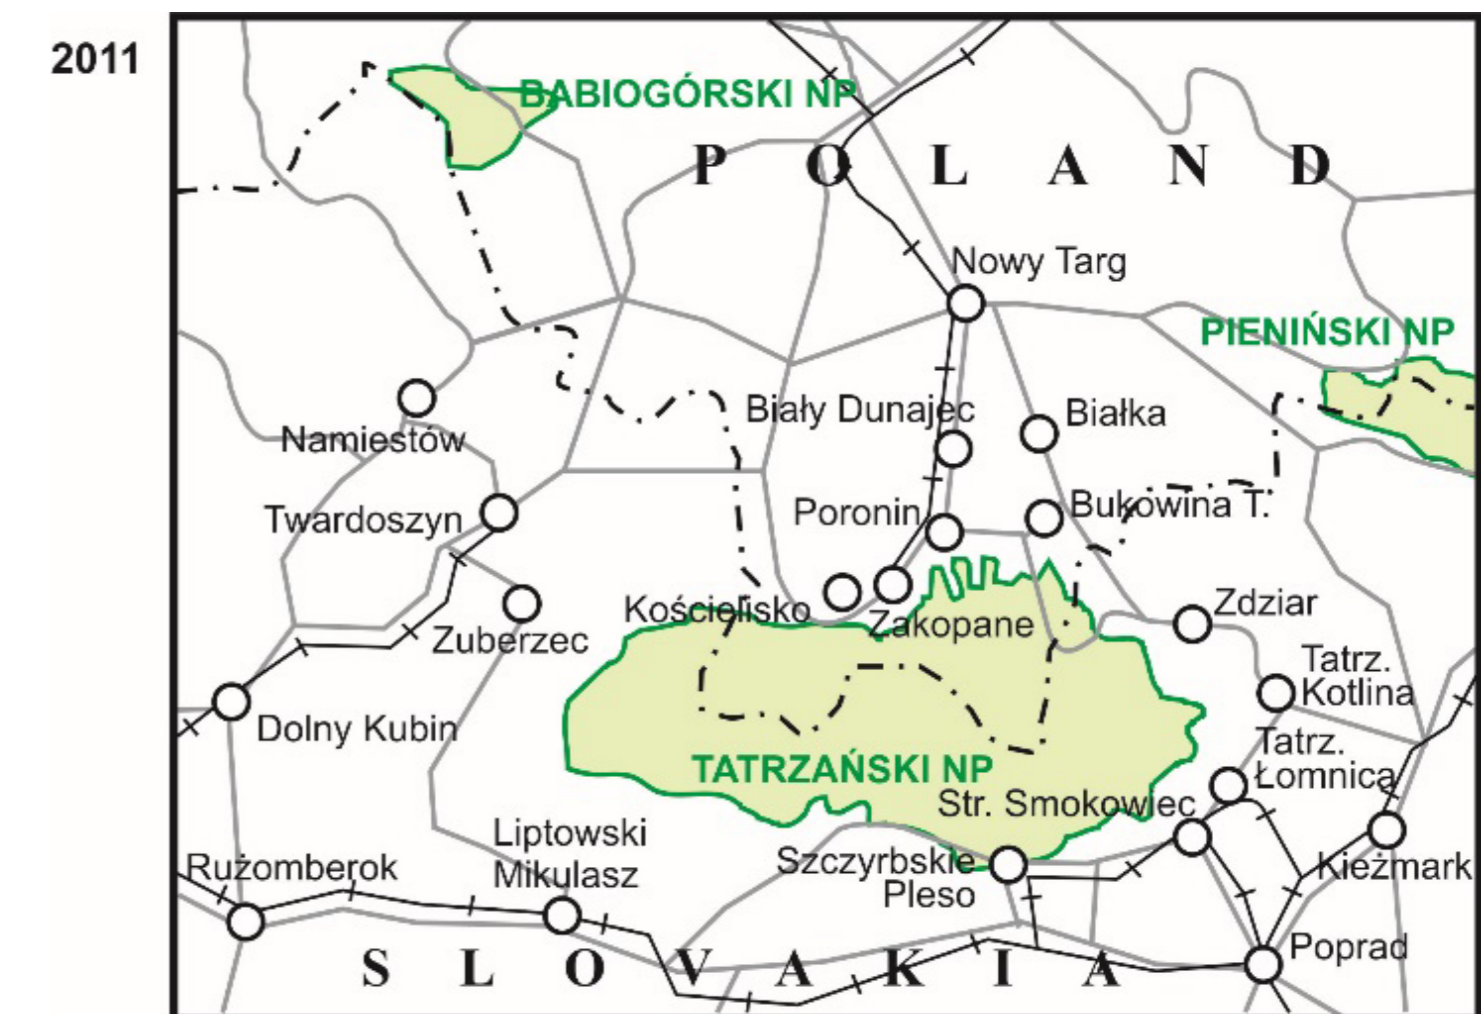 2011
BABIOGÓRSKI NP
P O L A N D
Nowy Targ
PIENIŃSKI NP
Biały Dunajec
Białka
Namiestów
Twardoszyn
Poronin
Bukowina T.
Kościelisko
Zakopane
Zdziar
Zuberzec
Tatrz.
Kotlina
Dolny Kubin
Tatrz.
Łomnica
TATRZAŃSKI NP
Str. Smokowiec
Liptowski
Mikulasz
Szczyrbskie
Pleso
Rużomberok
Kieżmark
Poprad
S L O V A K I A